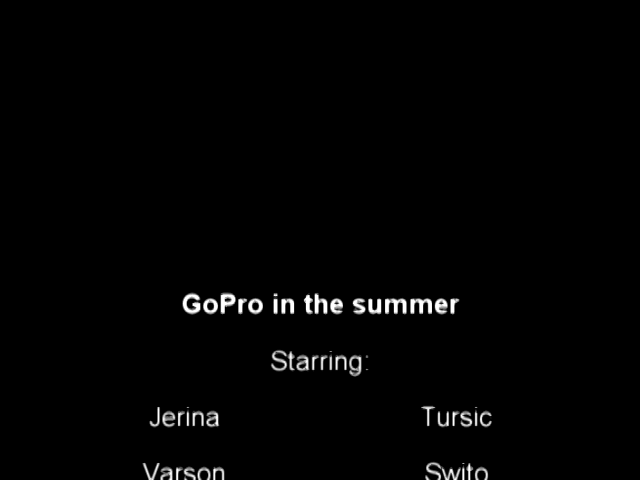 GoPro in the summer
Starring:
Jerina Tursic
Varson Swito